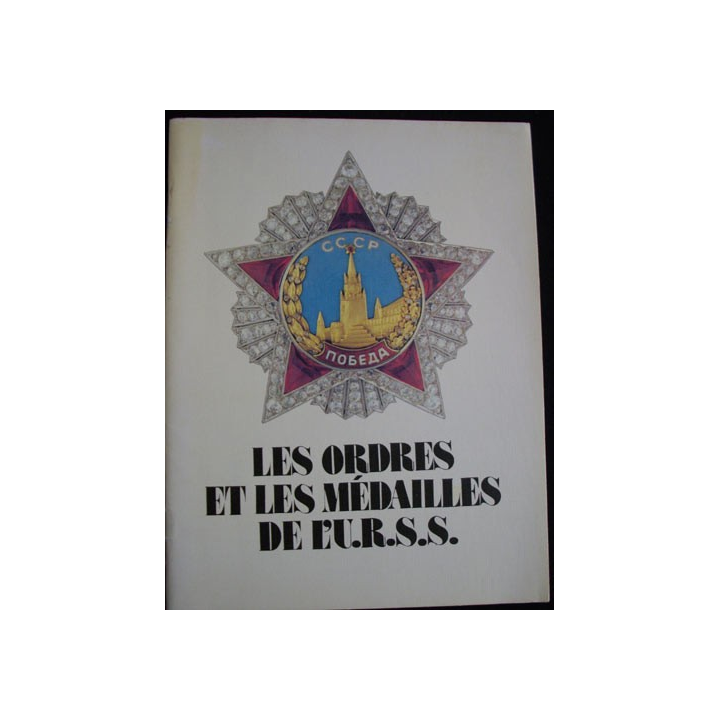 СССР
ПОБЕДА
LES ORDRES
ET LES MÉDAILLES
DE L'U.R.S.S.